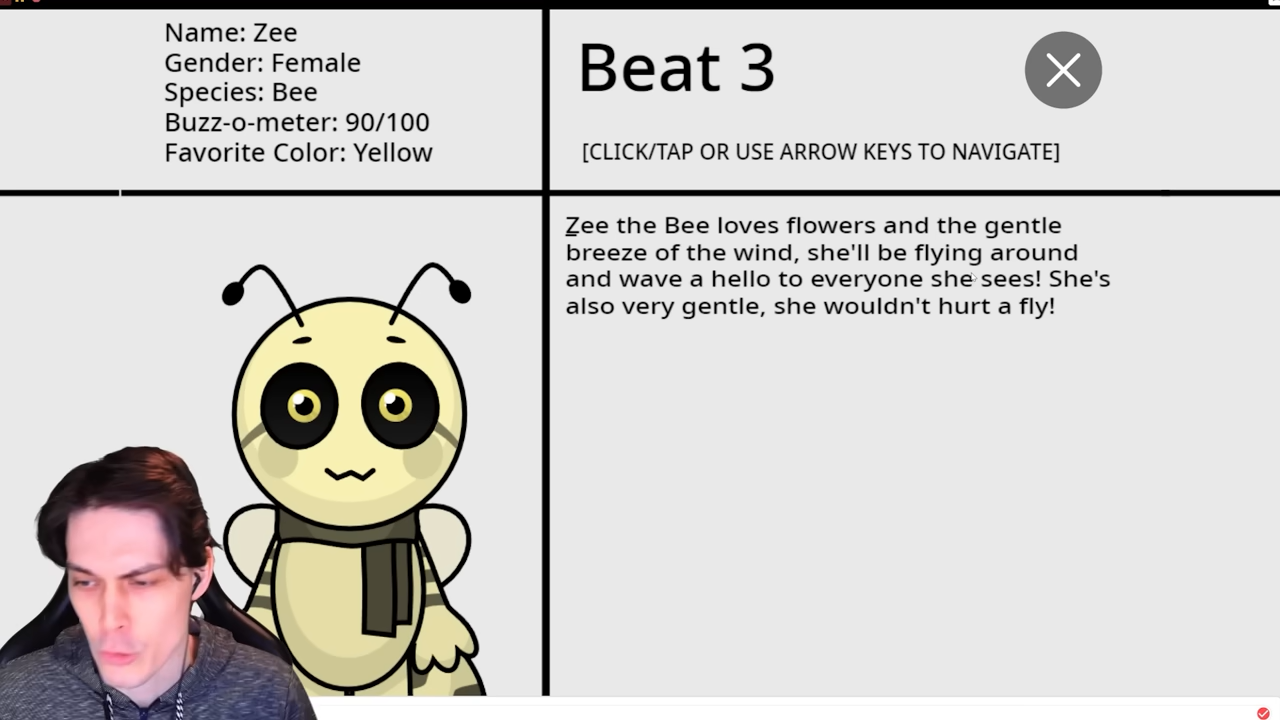 Name: Zee
Gender: Female
Species: Bee
Buzz-o-meter: 90/100
Favorite Color: Yellow
Beat 3
[CLICK/TAP OR USE ARROW KEYS TO NAVIGATE]
Zee the Bee loves flowers and the gentle
breeze of the wind, she'll be flying around
and wave a hello to everyone she sees! She's
also very gentle, she wouldn't hurt a fly!